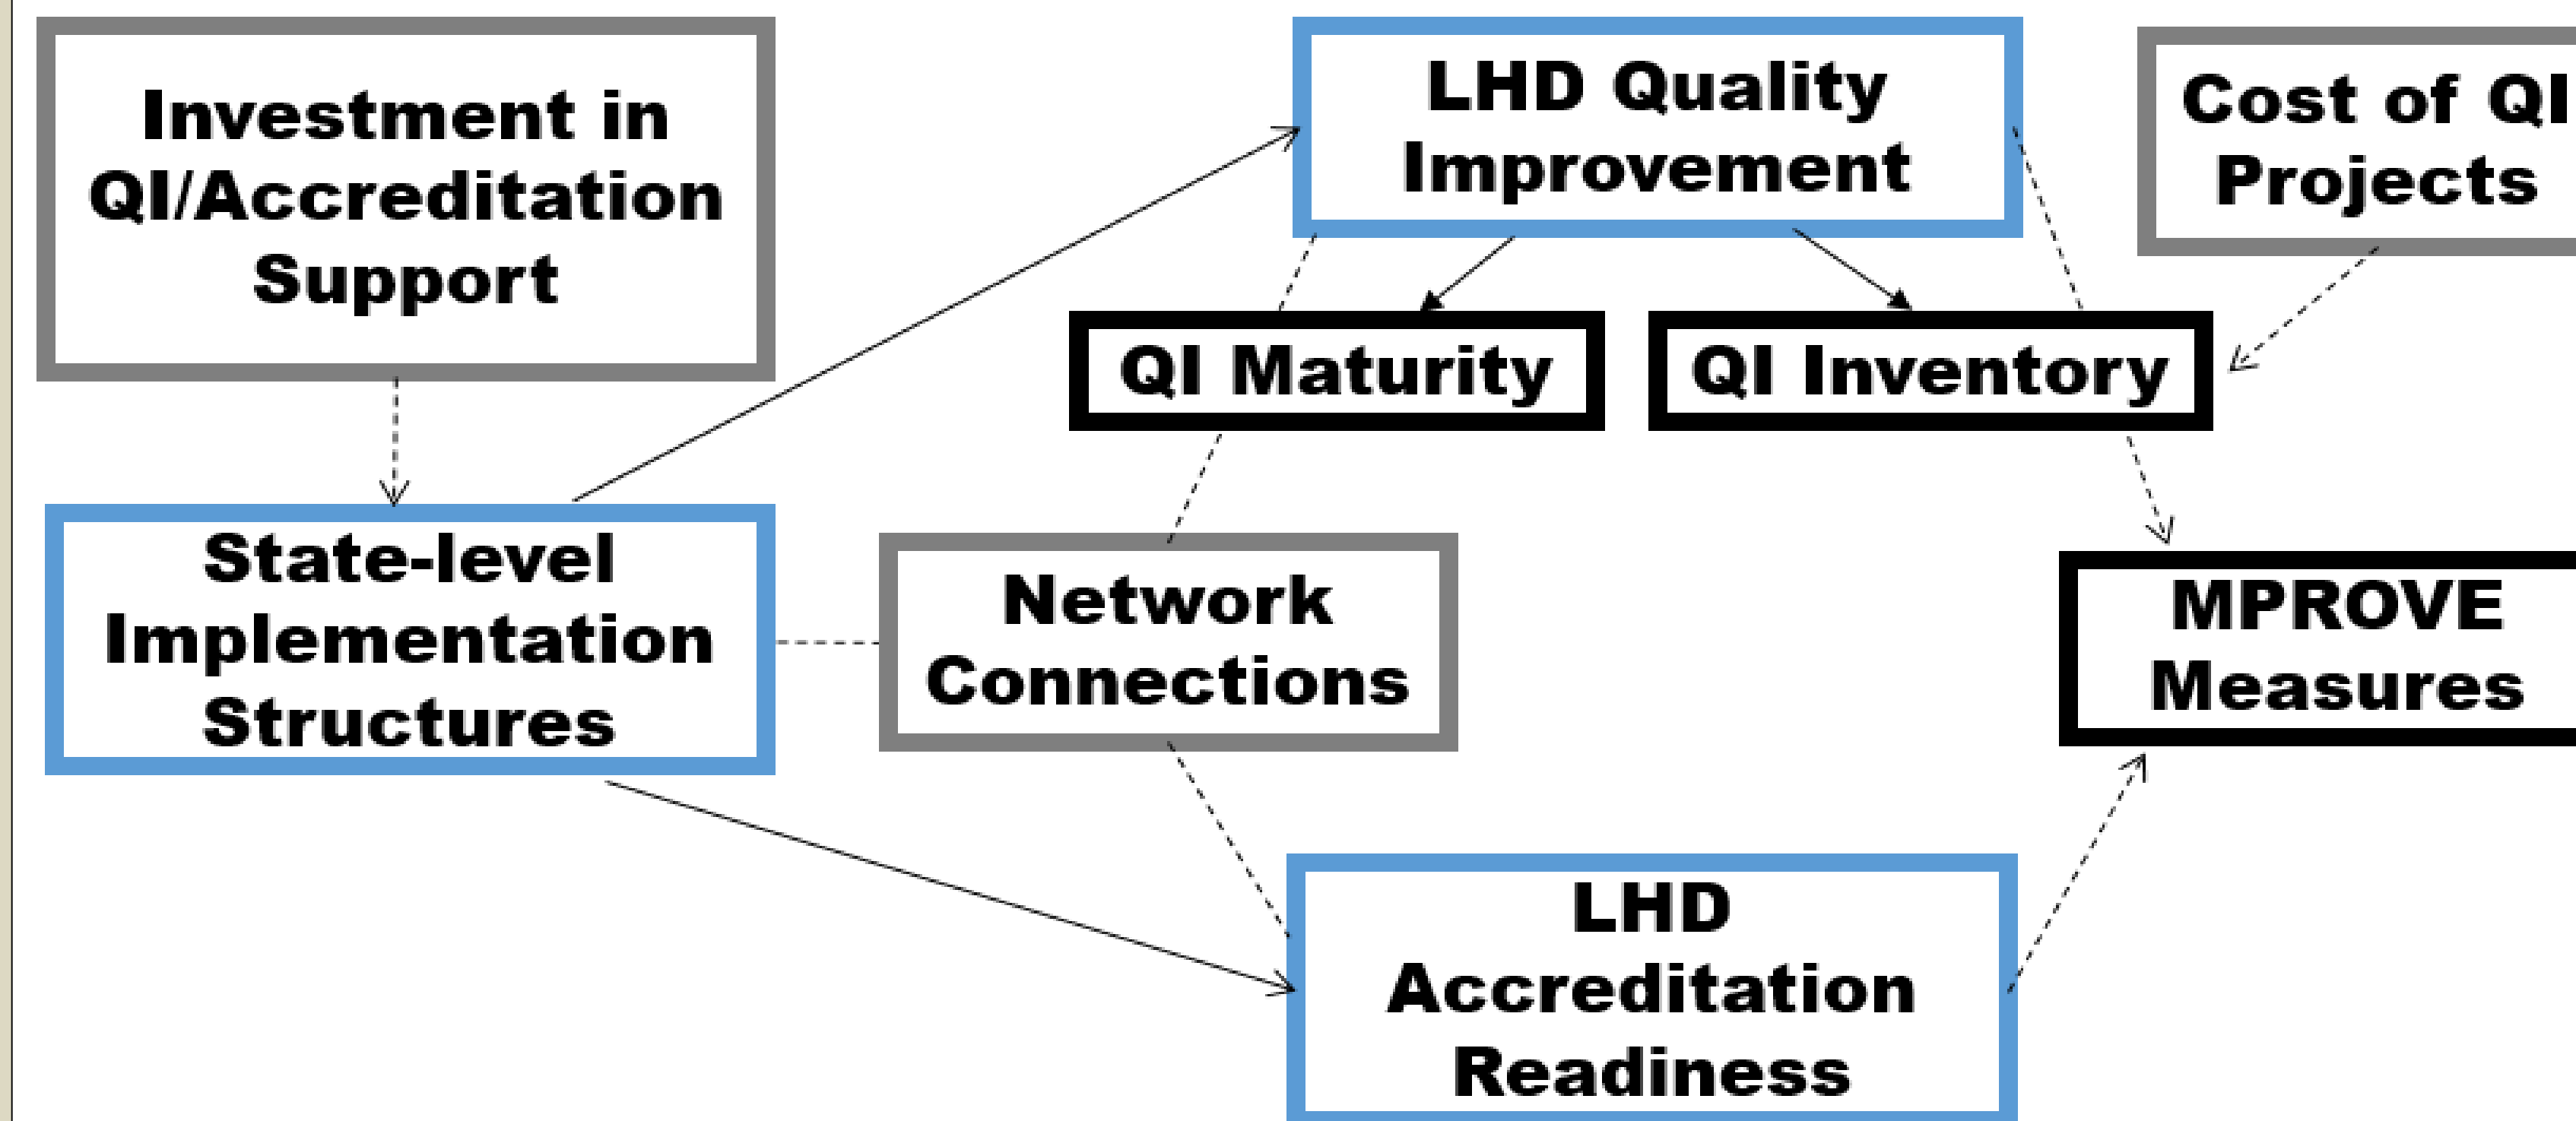 Investment in
QI/Accreditation
Support
LHD Quality
Improvement
Cost of QI
Projects
QI Maturity
QI Inventory
State-level
Implementation
Structures
Network
Connections
MPROVE
Measures
LHD
Accreditation
Readiness